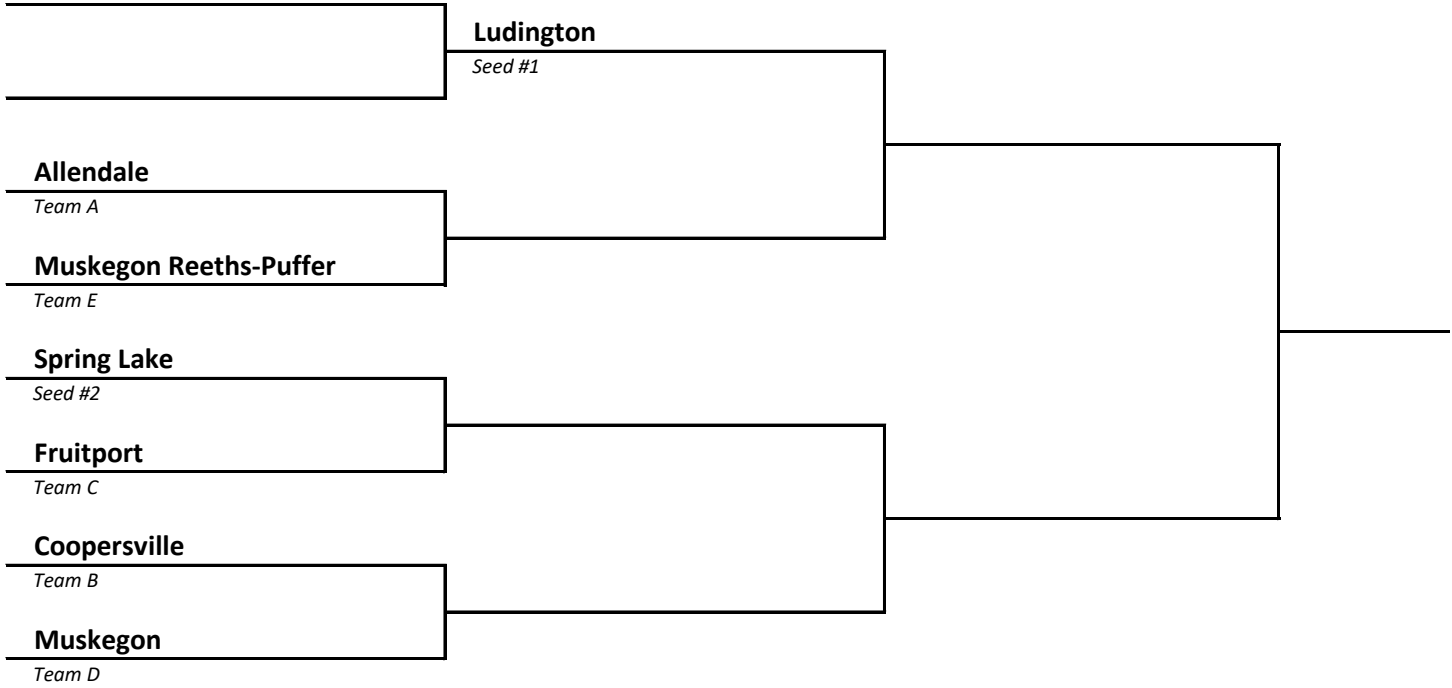 Ludington
Seed #1
Allendale
Team A
Muskegon Reeths-Puffer
Team E
Spring Lake
Seed #2
Fruitport
Team C
Coopersville
Team B
Muskegon
Team D